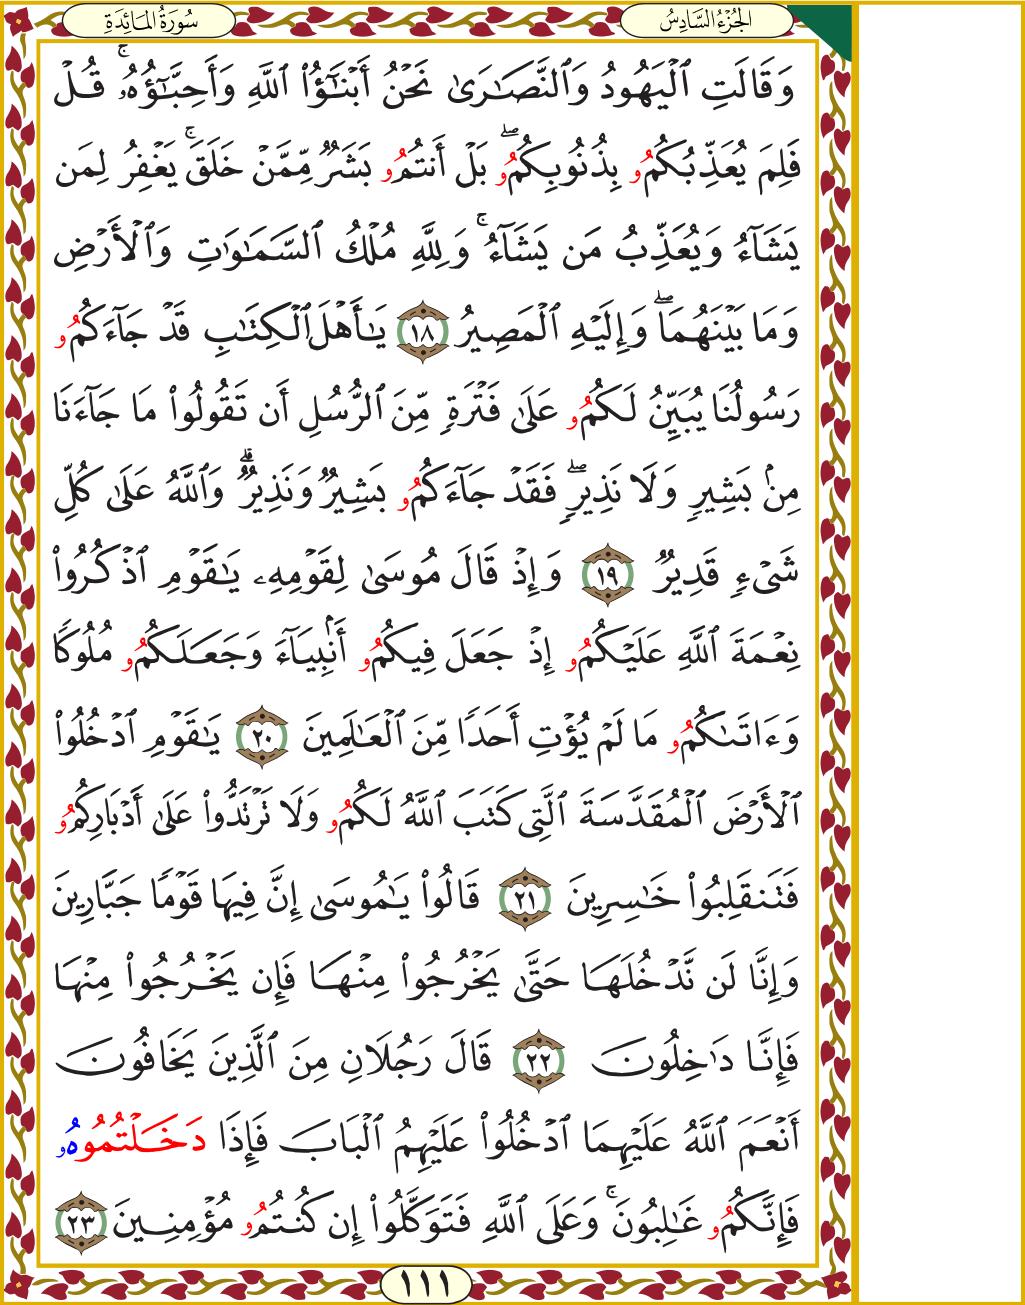 الجُزْءُ السَّادِسُ
سُورَةُ المَائِدَةِ
وَقَالَتِ ٱلۡيَهُودُ وَٱلنَّصَٰرَىٰ نَحۡنُ أَبۡنَٰٓؤُاْ ٱللَّهِ وَأَحِبَّٰٓؤُهُۥۚ قُلۡ
فَلِمَ يُعَذِّبُكُمُۥ بِذُنُوبِكُمُۥۖ بَلۡ أَنتُمُۥ بَشَرٞ مِّمَّنۡ خَلَقَۚ يَغۡفِرُ لِمَن
يَشَآءُ وَيُعَذِّبُ مَن يَشَآءُۚ وَلِلَّهِ مُلۡكُ ٱلسَّمَٰوَٰتِ وَٱلۡأَرۡضِ
وَمَا بَيۡنَهُمَاۖ وَإِلَيۡهِ ٱلۡمَصِيرُ ١٨ يَٰٓأَهۡلَ ٱلۡكِتَٰبِ قَدۡ جَآءَكُمُۥ
رَسُولُنَا يُبَيِّنُ لَكُمُۥ عَلَىٰ فَتۡرَةٖ مِّنَ ٱلرُّسُلِ أَن تَقُولُواْ مَا جَآءَنَا
مِنۢ بَشِيرٖ وَلَا نَذِيرٖۖ فَقَدۡ جَآءَكُمُۥ بَشِيرٞ وَنَذِيرٞۗ وَٱللَّهُ عَلَىٰ كُلِّ
شَيۡءٖ قَدِيرٞ ١٩ وَإِذۡ قَالَ مُوسَىٰ لِقَوۡمِهِۦ يَٰقَوۡمِ ٱذۡكُرُواْ
نِعۡمَةَ ٱللَّهِ عَلَيۡكُمُۥ إِذۡ جَعَلَ فِيكُمُۥ أَنۢبِيَآءَ وَجَعَلَكُمُۥ مُلُوكٗا
وَءَاتَىٰكُمُۥ مَا لَمۡ يُؤۡتِ أَحَدٗا مِّنَ ٱلۡعَٰلَمِينَ ٢٠ يَٰقَوۡمِ ٱدۡخُلُواْ
ٱلۡأَرۡضَ ٱلۡمُقَدَّسَةَ ٱلَّتِي كَتَبَ ٱللَّهُ لَكُمُۥ وَلَا تَرۡتَدُّواْ عَلَىٰٓ أَدۡبَارِكُمُۥ
فَتَنقَلِبُواْ خَٰسِرِينَ ٢١ قَالُواْ يَٰمُوسَىٰٓ إِنَّ فِيهَا قَوۡمٗا جَبَّارِينَ
وَإِنَّا لَن نَّدۡخُلَهَا حَتَّىٰ يَخۡرُجُواْ مِنۡهَا فَإِن يَخۡرُجُواْ مِنۡهَا
فَإِنَّا دَٰخِلُونَ ٢٢ قَالَ رَجُلَانِ مِنَ ٱلَّذِينَ يَخَافُونَ
أَنۡعَمَ ٱللَّهُ عَلَيۡهِمَا ٱدۡخُلُواْ عَلَيۡهِمُ ٱلۡبَابَ فَإِذَا دَخَلۡتُمُوهُۥ
فَإِنَّكُمُۥ غَٰلِبُونَۚ وَعَلَى ٱللَّهِ فَتَوَكَّلُوٓاْ إِن كُنتُمُۥ مُؤۡمِنِينَ ٢٣
١١١